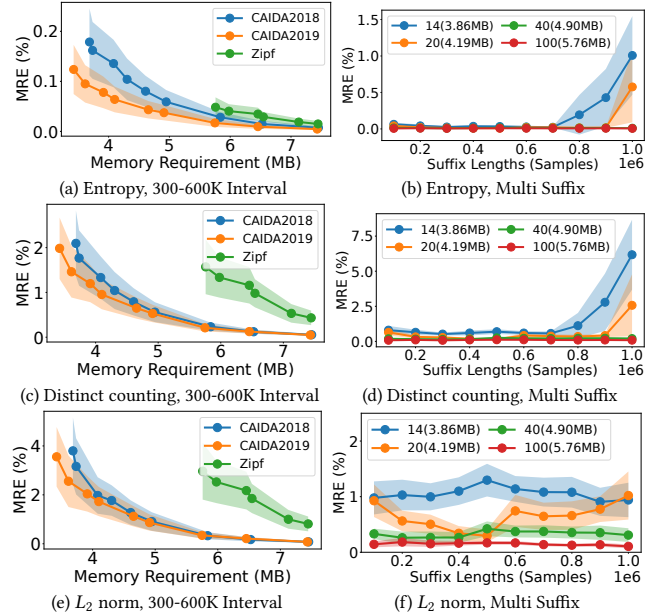 MRE (%)
0.2
0.1
0.0
CAIDA2018
CAIDA2019
Zipf
4
5
6
7
Memory Requirement (MB)
(a) Entropy, 300-600K Interval
MRE (%)
1.5
1.0
0.5
0.0
14(3.86MB)
20(4.19MB)
40(4.90MB)
100(5.76MB)
0.2
0.4
0.6
0.8
1.0
1e6
Suffix Lengths (Samples)
(b) Entropy, Multi Suffix
MRE (%)
2
1
0
CAIDA2018
CAIDA2019
Zipf
4
5
6
7
Memory Requirement (MB)
(c) Distinct counting, 300-600K Interval
MRE (%)
7.5
5.0
2.5
0.0
14(3.86MB)
20(4.19MB)
40(4.90MB)
100(5.76MB)
0.2
0.4
0.6
0.8
1.0
1e6
Suffix Lengths (Samples)
(d) Distinct counting, Multi Suffix
MRE (%)
4
2
0
CAIDA2018
CAIDA2019
Zipf
4
5
6
7
Memory Requirement (MB)
(e) L2 norm, 300-600K Interval
MRE (%)
2
1
0
14(3.86MB)
20(4.19MB)
40(4.90MB)
100(5.76MB)
0.2
0.4
0.6
0.8
1.0
1e6
Suffix Lengths (Samples)
(f) L2 norm, Multi Suffix